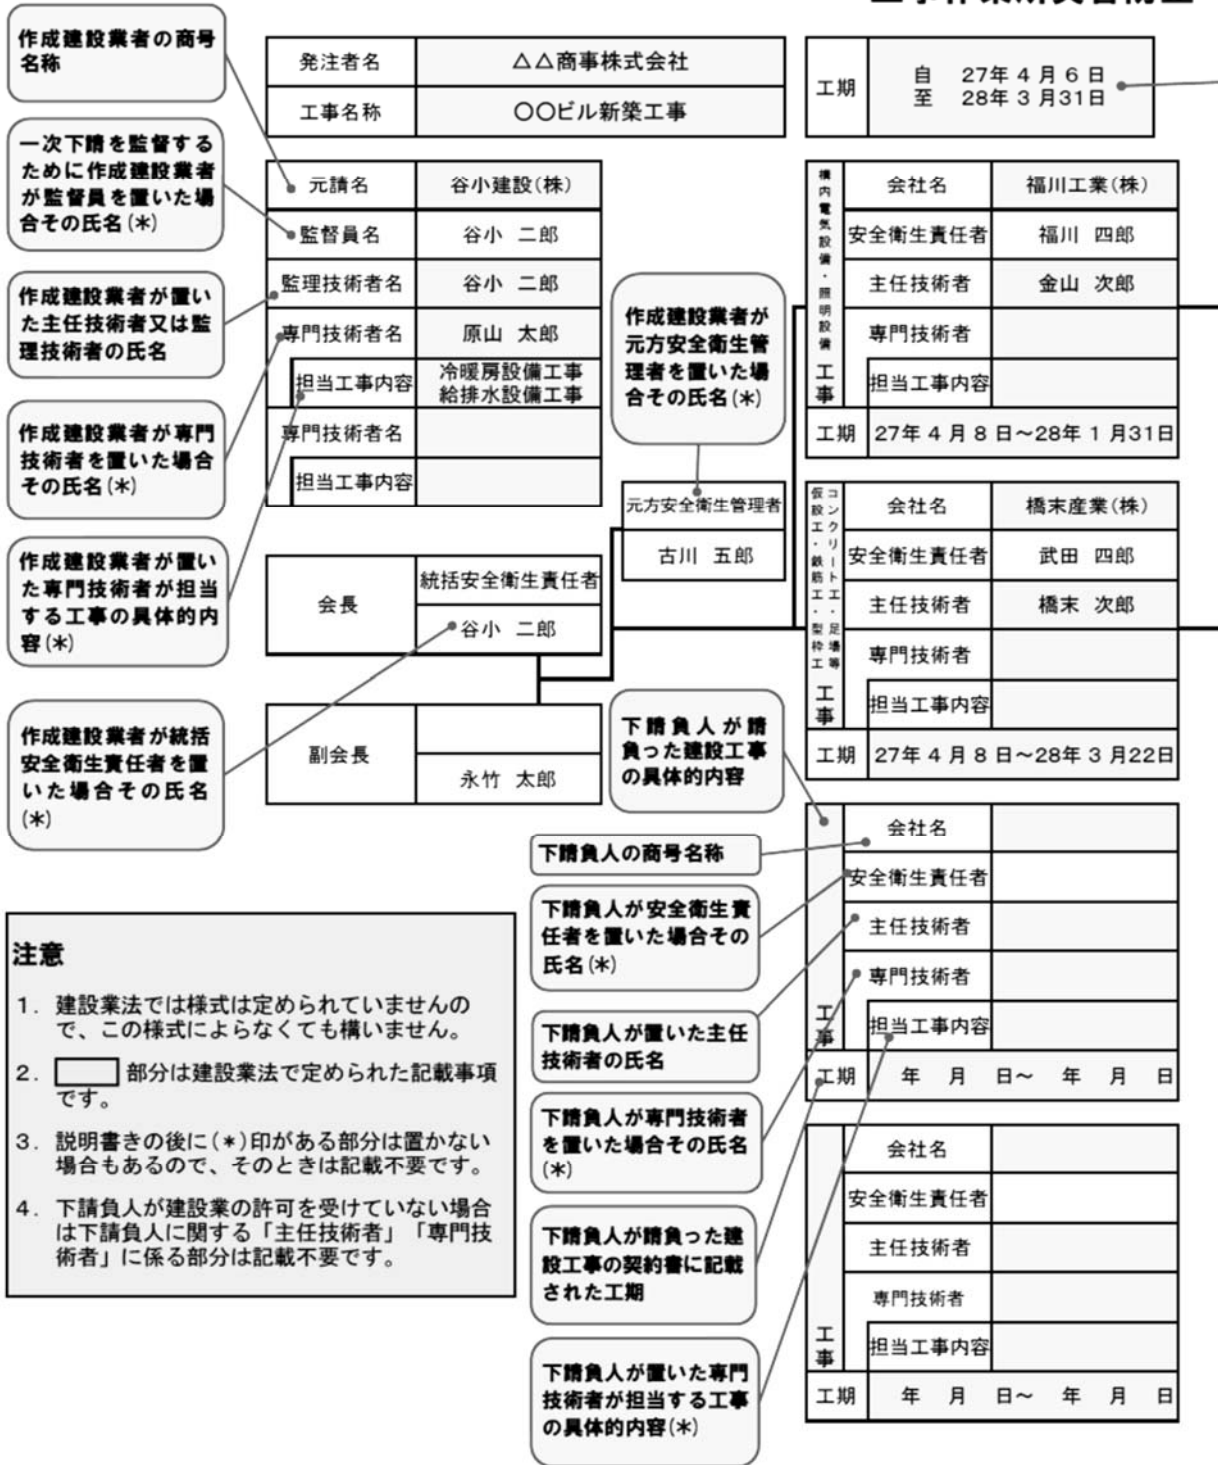 作成建設業者の商号
名称
一次下請を監督する
ために作成建設業者
が監督員を置いた場
合その氏名(*)
作成建設業者が置い
た主任技術者又は監
理技術者の氏名
作成建設業者が専門
技術者を置いた場合
その氏名(*)
作成建設業者が置い
た専門技術者が担当
する工事の具体的内
容(*)
作成建設業者が統括
安全衛生責任者を置
いた場合その氏名
(*)
発注者名 △△商事株式会社
工事名称 〇〇ビル新築工事
工期
自 27年 4 月 6 日
至 28年 3 月31日
元請名 谷小建設(株)
監督員名 谷小 二郎
監理技術者名 谷小 二郎
専門技術者名 原山 太郎
担当工事内容
冷暖房設備工事
給排水設備工事
専門技術者名
担当工事内容
作成建設業者が
元方安全衛生管
理者を置いた場
合その氏名(*)
元方安全衛生管理者
古川 五郎
会長
統括安全衛生責任者
谷小 二郎
副会長
永竹 太郎
構内電気設備・照明設備
工事
会社名 福川工業(株)
安全衛生責任者 福川 四郎
主任技術者 金山 次郎
専門技術者
担当工事内容
工期 27年 4 月 8 日～28年 1 月31日
コンクリート工・足場等
仮設工・鉄筋工・型枠工
工事
会社名 橋末産業(株)
安全衛生責任者 武田 四郎
主任技術者 橋末 次郎
専門技術者
担当工事内容
工期 27年 4 月 8 日～28年 3 月22日
下請負人が請
負った建設工事
の具体的内容
下請負人の商号名称
下請負人が安全衛生責
任者を置いた場合その
氏名(*)
下請負人が置いた主任
技術者の氏名
下請負人が専門技術者
を置いた場合その氏名
(*)
下請負人が請負った建
設工事の契約書に記載
された工期
下請負人が置いた専門
技術者が担当する工事
の具体的内容(*)
工事
会社名
安全衛生責任者
主任技術者
専門技術者
担当工事内容
工期 年 月 日～ 年 月 日
工事
会社名
安全衛生責任者
主任技術者
専門技術者
担当工事内容
工期 年 月 日～ 年 月 日
注意
1. 建設業法では様式は定められていませんの
で、この様式によらなくても構いません。
2. 部分は建設業法で定められた記載事項
です。
3. 説明書きの後に(*)印がある部分は置かない
場合もあるので、そのときは記載不要です。
4. 下請負人が建設業の許可を受けていない場合
は下請負人に関する「主任技術者」「専門技
術者」に係る部分は記載不要です。